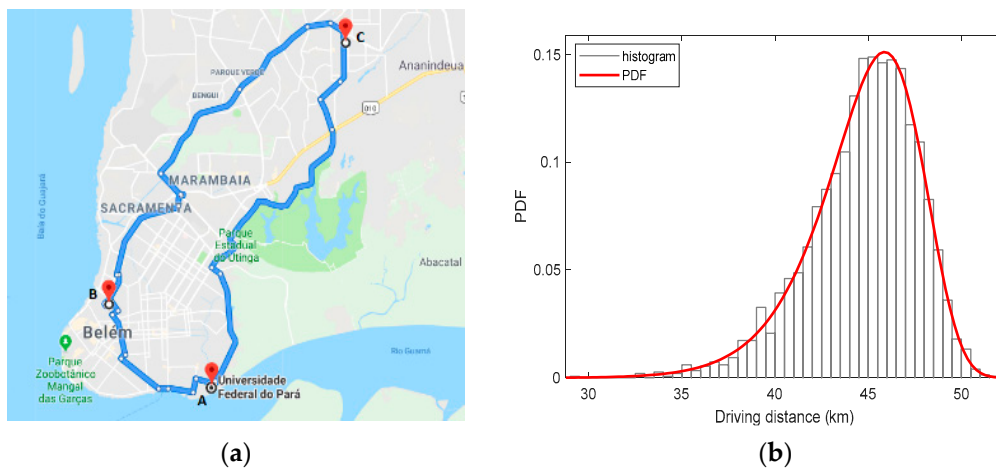 C
Ananindeua
PARQUE VERDE
BENGUI
010
MARAMBAIA
SACRAMENTA
Baía do Guajará
Parque
Estadual
do Utinga
Abacatal
B
Belém
Rio Guamá
Parque
Zoobotânico
Mangal
das Garças
Universidade
Federal do Pará
A
(a)
histogram
PDF
0.15
0.1
0.05
0
PDF
30 35 40 45 50
Driving distance (km)
(b)